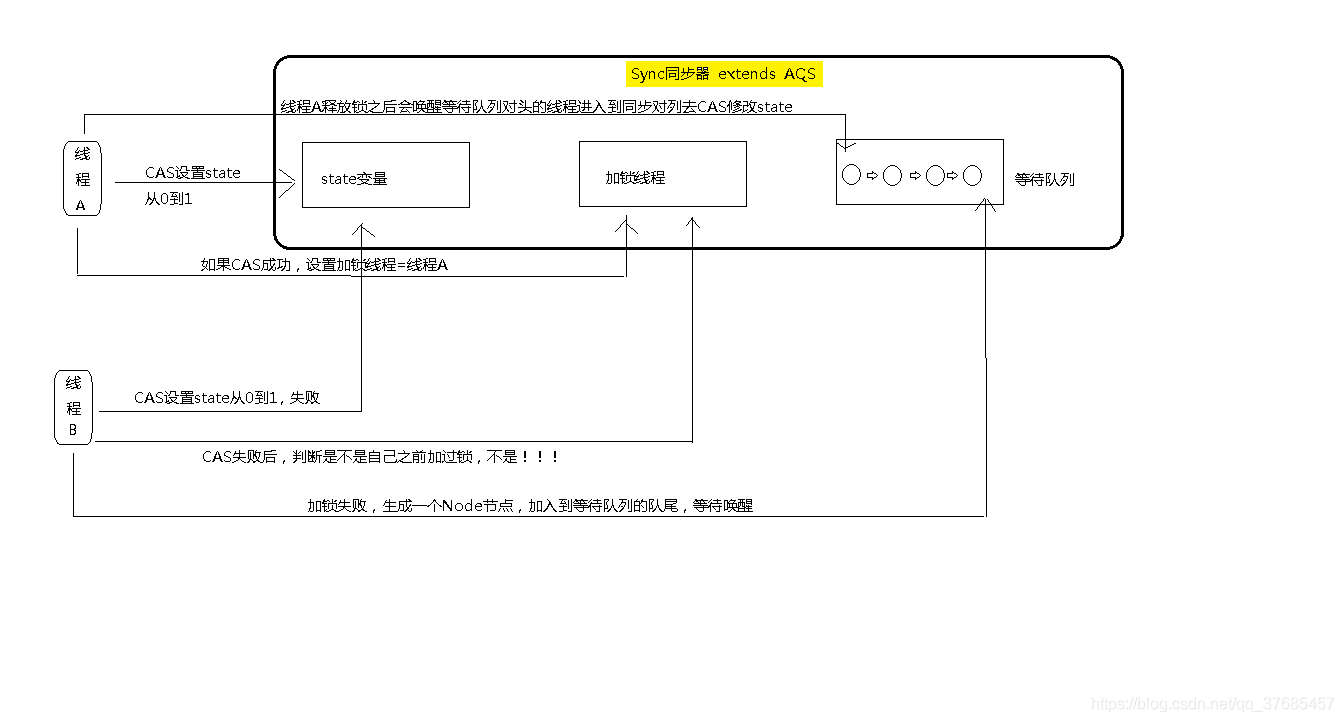 Sync同步器 extends AQS
线程A释放锁之后会唤醒等待队列对头的线程进入到同步对列去CAS修改state
线
程
A
CAS设置state
从0到1
state变量
加锁线程
等待队列
如果CAS成功，设置加锁线程=线程A
线
程
B
CAS设置state从0到1，失败
CAS失败后，判断是不是自己之前加过锁，不是！！！
加锁失败，生成一个Node节点，加入到等待队列的队尾，等待唤醒
https://blog.csdn.net/qq_37685457